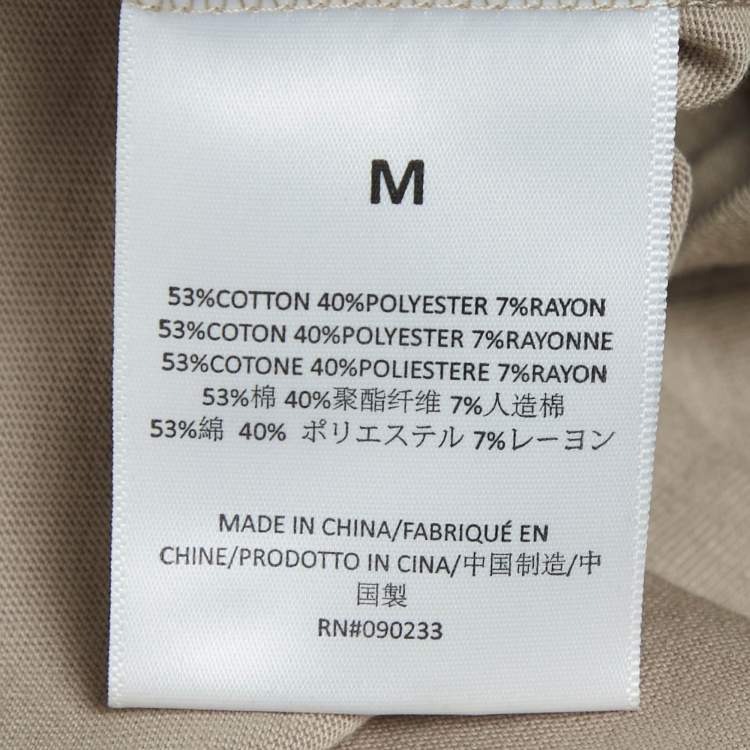 M
53%COTTON 40%POLYESTER 7%RAYON
53%COTON 40%POLYESTER 7%RAYONNE
53%COTONE 40%POLIESTERE 7%RAYON
53%棉 40%聚酯纤维 7%人造棉
53%綿 40% ポリエステル 7%レーヨン
MADE IN CHINA/FABRIQUÉ EN
CHINE/PRODOTTO IN CINA/中国制造/中
国製
RN#090233